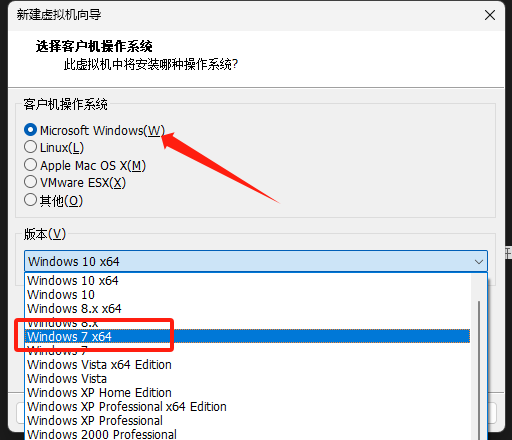 新建虚拟机向导
选择客户机操作系统
此虚拟机中将安装哪种操作系统?
客户机操作系统
Microsoft Windows(W)
Linux(L)
Apple Mac OS X(M)
VMware ESX(X)
其他(O)
版本(V)
Windows 10 x64
Windows 10 x64
Windows 10
Windows 8.x x64
Windows 8.x
Windows 7 x64
Windows 7
Windows Vista x64 Edition
Windows Vista
Windows XP Home Edition
Windows XP Professional x64 Edition
Windows XP Professional
Windows 2000 Professional